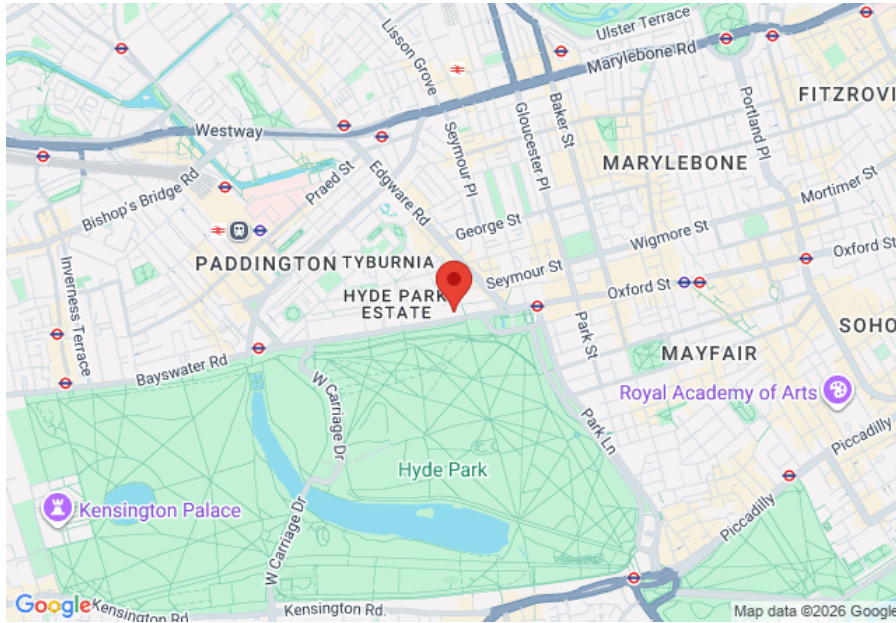 Ulster Terrace
Lisson Grove
Marylebone Rd
FITZROVI
Westway
Baker St
Portland Pl
Gloucester Pl
Seymour Pl
MARYLEBONE
Edgware Rd
Praed St
Bishop's Bridge Rd
Mortimer St
George St
Wigmore St
Inverness Terrace
PADDINGTON
TYBURNIA
Oxford St
Seymour St
Oxford St
HYDE PARK
ESTATE
Park St
SOHO
MAYFAIR
Bayswater Rd
W Carriage Dr
Royal Academy of Arts
Park Ln
Piccadilly
Hyde Park
Kensington Palace
Piccadilly
W Carriage Dr
Google
Kensington Rd
Kensington Rd.
Map data ©2026 Google